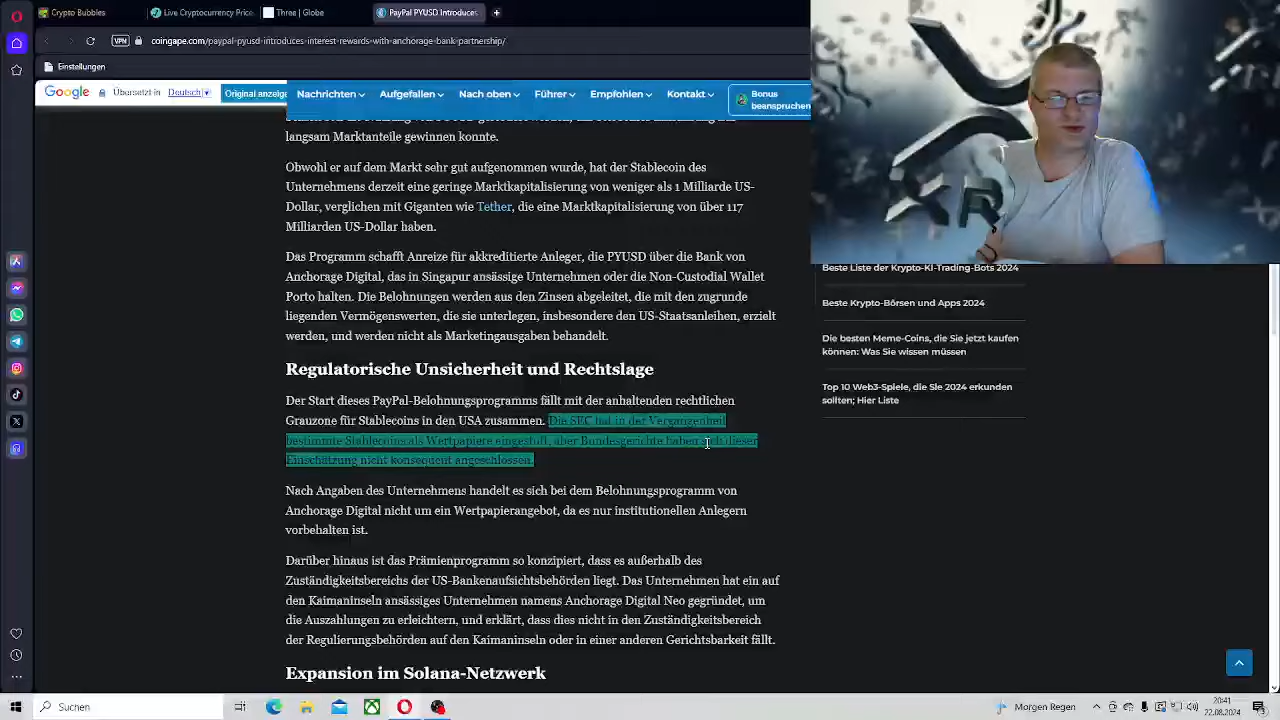 Crypto Bubbles
Live Cryptocurrency Price
Three | Globe
PayPal PYUSD Introduces
VPN
coingape.com/paypal-pyusd-introduces-interest-rewards-with-anchorage-bank-partnership/
Einstellungen
Google
Übersetzt in
Deutsch
Original anzeige
Nachrichten
Aufgefallen
Nach oben
Führer
Empfohlen
Kontakt
Bonus
beanspruchen
langsam Marktanteile gewinnen konnte.
Obwohl er auf dem Markt sehr gut aufgenommen wurde, hat der Stablecoin des
Unternehmens derzeit eine geringe Marktkapitalisierung von weniger als 1 Milliarde US-
Dollar, verglichen mit Giganten wie Tether, die eine Marktkapitalisierung von über 117
Milliarden US-Dollar haben.
Das Programm schafft Anreize für akkreditierte Anleger, die PYUSD über die Bank von
Anchorage Digital, das in Singapur ansässige Unternehmen oder die Non-Custodial Wallet
Porto halten. Die Belohnungen werden aus den Zinsen abgeleitet, die mit den zugrunde
liegenden Vermögenswerten, die sie unterlegen, insbesondere den US-Staatsanleihen, erzielt
werden, und werden nicht als Marketingausgaben behandelt.
Regulatorische Unsicherheit und Rechtslage
Der Start dieses PayPal-Belohnungsprogramms fällt mit der anhaltenden rechtlichen
Grauzone für Stablecoins in den USA zusammen. Die SEC hat in der Vergangenheit
bestimmte Stablecoins als Wertpapiere eingestuft, aber Bundesgerichte haben sich dieser
Einschätzung nicht konsequent angeschlossen.
Nach Angaben des Unternehmens handelt es sich bei dem Belohnungsprogramm von
Anchorage Digital nicht um ein Wertpapierangebot, da es nur institutionellen Anlegern
vorbehalten ist.
Darüber hinaus ist das Prämienprogramm so konzipiert, dass es außerhalb des
Zuständigkeitsbereichs der US-Bankenaufsichtsbehörden liegt. Das Unternehmen hat ein auf
den Kaimaninseln ansässiges Unternehmen namens Anchorage Digital Neo gegründet, um
die Auszahlungen zu erleichtern, und erklärt, dass dies nicht in den Zuständigkeitsbereich
der Regulierungsbehörden auf den Kaimaninseln oder in einer anderen Gerichtsbarkeit fällt.
Expansion im Solana-Netzwerk
Beste Liste der Krypto-KI-Trading-Bots 2024
Beste Krypto-Börsen und Apps 2024
Die besten Meme-Coins, die Sie jetzt kaufen
können: Was Sie wissen müssen
Top 10 Web3-Spiele, die Sie 2024 erkunden
sollten; Hier Liste
Suchen
Morgen Regen
20:41
22.08.2024